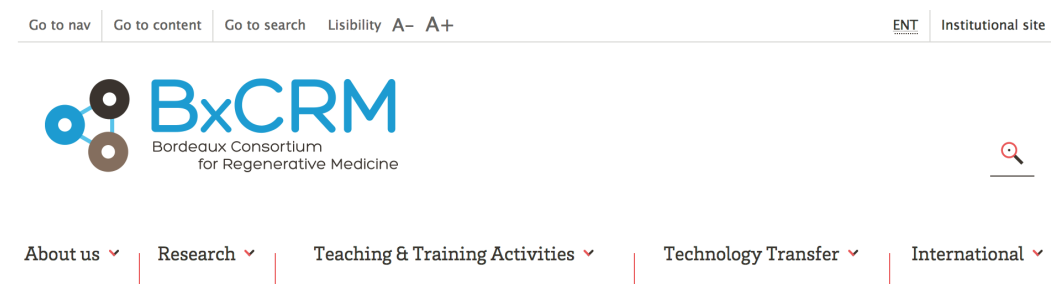 Go to nav Go to content Go to search Lisibility A- A+ ENT Institutional site
BxCRM
Bordeaux Consortium
for Regenerative Medicine
About us Research Teaching & Training Activities Technology Transfer International